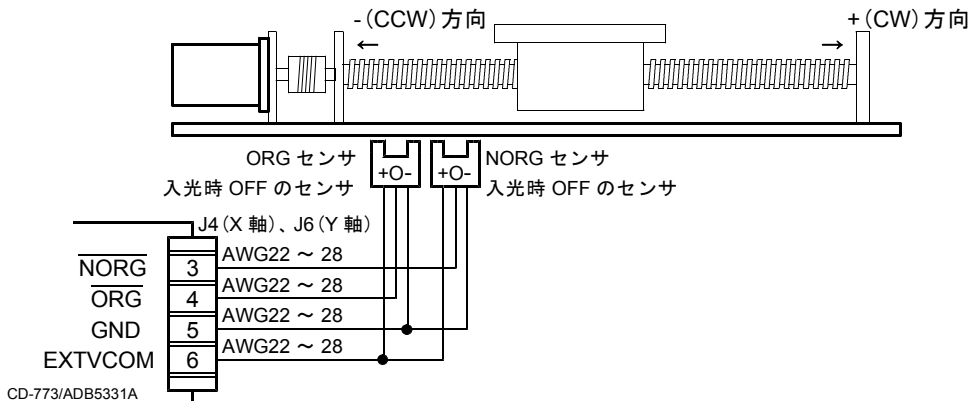 -(CCW)方向
+(CW)方向
ORG センサ
NORG センサ
+O-
+O-
入光時 OFF のセンサ
入光時 OFF のセンサ
J4(X 軸)、J6(Y 軸)
NORG
3
AWG22 ～ 28
ORG
4
AWG22 ～ 28
GND
5
AWG22 ～ 28
EXTVCOM
6
AWG22 ～ 28
CD-773/ADB5331A